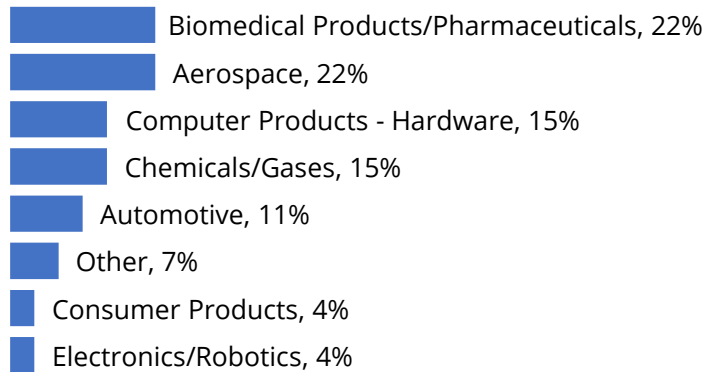 Biomedical Products/Pharmaceuticals, 22%
Aerospace, 22%
Computer Products - Hardware, 15%
Chemicals/Gases, 15%
Automotive, 11%
Other, 7%
Consumer Products, 4%
Electronics/Robotics, 4%